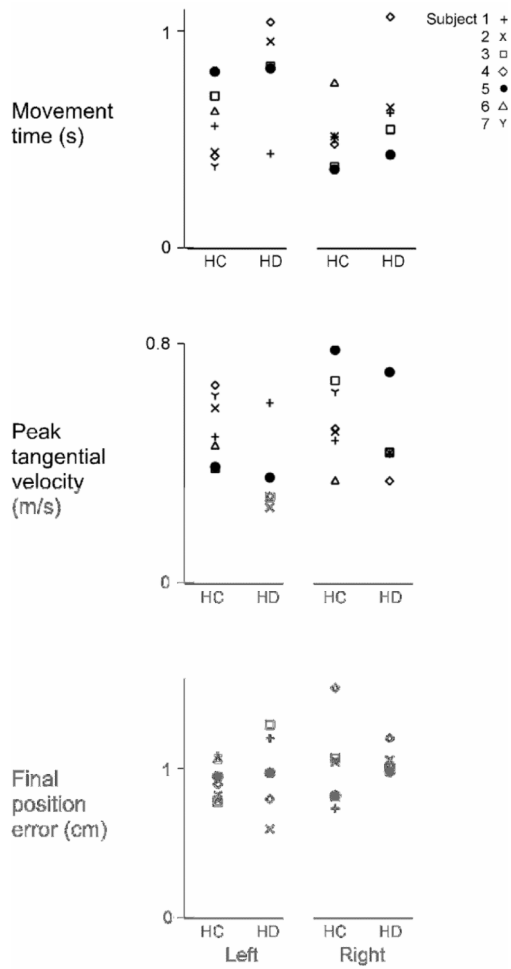 1
Subject 1 +
2 x
3 □
4 ◇
5 ●
6 △
7 Y
Movement
time (s)
0
HC HD HC HD
0.8
Peak
tangential
velocity
(m/s)
0
HC HD HC HD
Final
position
error (cm)
1
0
HC HD HC HD
Left Right